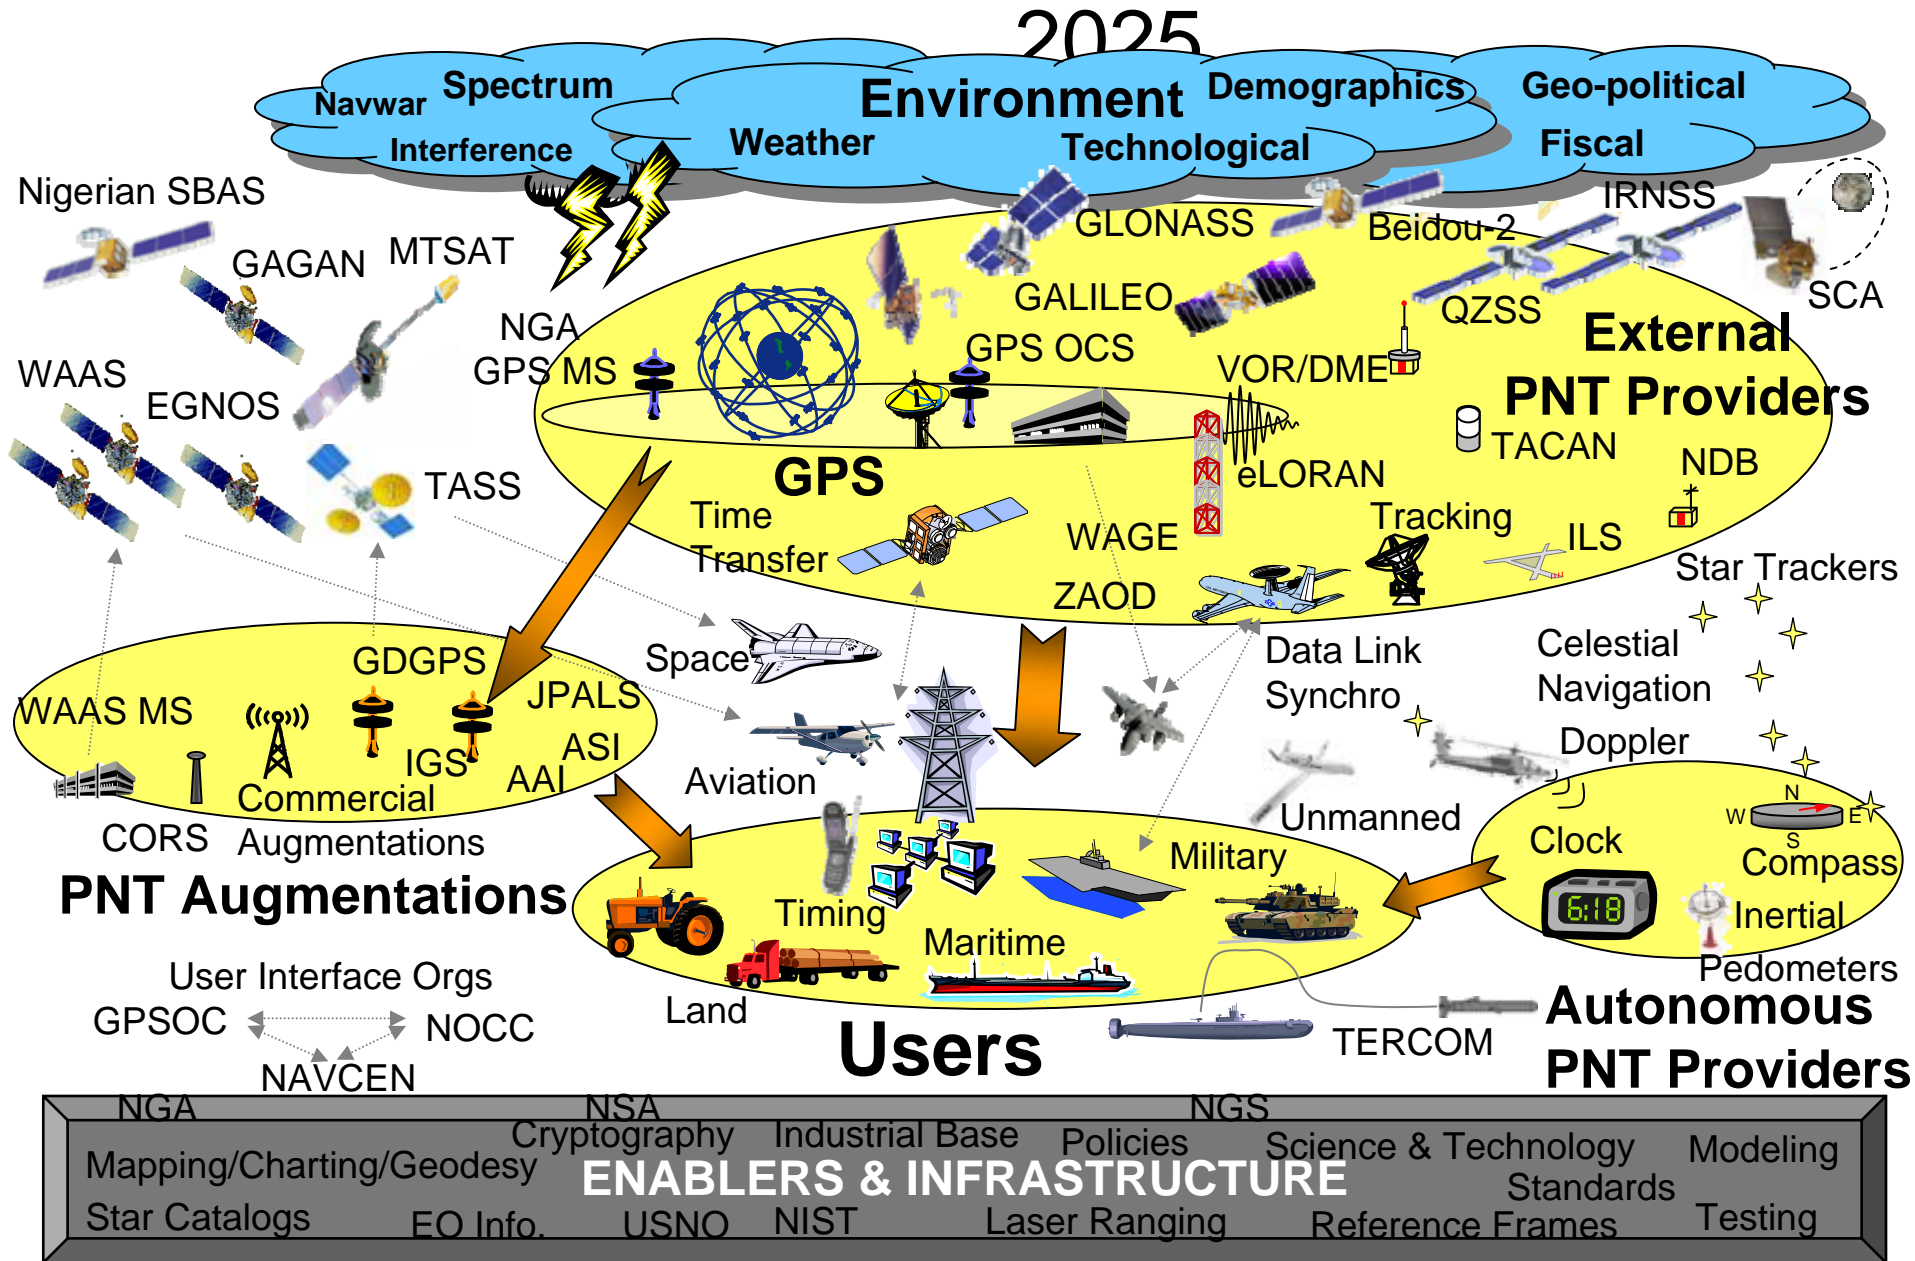 2025
Navwar
Spectrum
Interference
Weather
Environment
Demographics
Technological
Geo-political
Fiscal
Nigerian SBAS
GAGAN
MTSAT
WAAS
EGNOS
TASS
NGA
GPS MS
GLONASS
Beidou-2
IRNSS
SCA
GALILEO
QZSS
GPS OCS
VOR/DME
External
PNT Providers
TACAN
NDB
GPS
eLORAN
Time
Transfer
WAGE
ZAOD
Tracking
ILS
Star Trackers
Space
Data Link
Synchro
Celestial
Navigation
Doppler
GDGPS
JPALS
WAAS MS
ASI
IGS
AAI
Commercial
Augmentations
CORS
PNT Augmentations
Aviation
Unmanned
Military
Timing
Maritime
Land
Users
N
W
E
S
Clock
Compass
6:18
Inertial
Pedometers
Autonomous
PNT Providers
TERCOM
User Interface Orgs
GPSOC
NOCC
NAVCEN
NGA
NSA
NGS
Cryptography
Industrial Base
Policies
Science & Technology
Modeling
Mapping/Charting/Geodesy
ENABLERS & INFRASTRUCTURE
Standards
Star Catalogs
EO Info.
USNO
NIST
Laser Ranging
Reference Frames
Testing